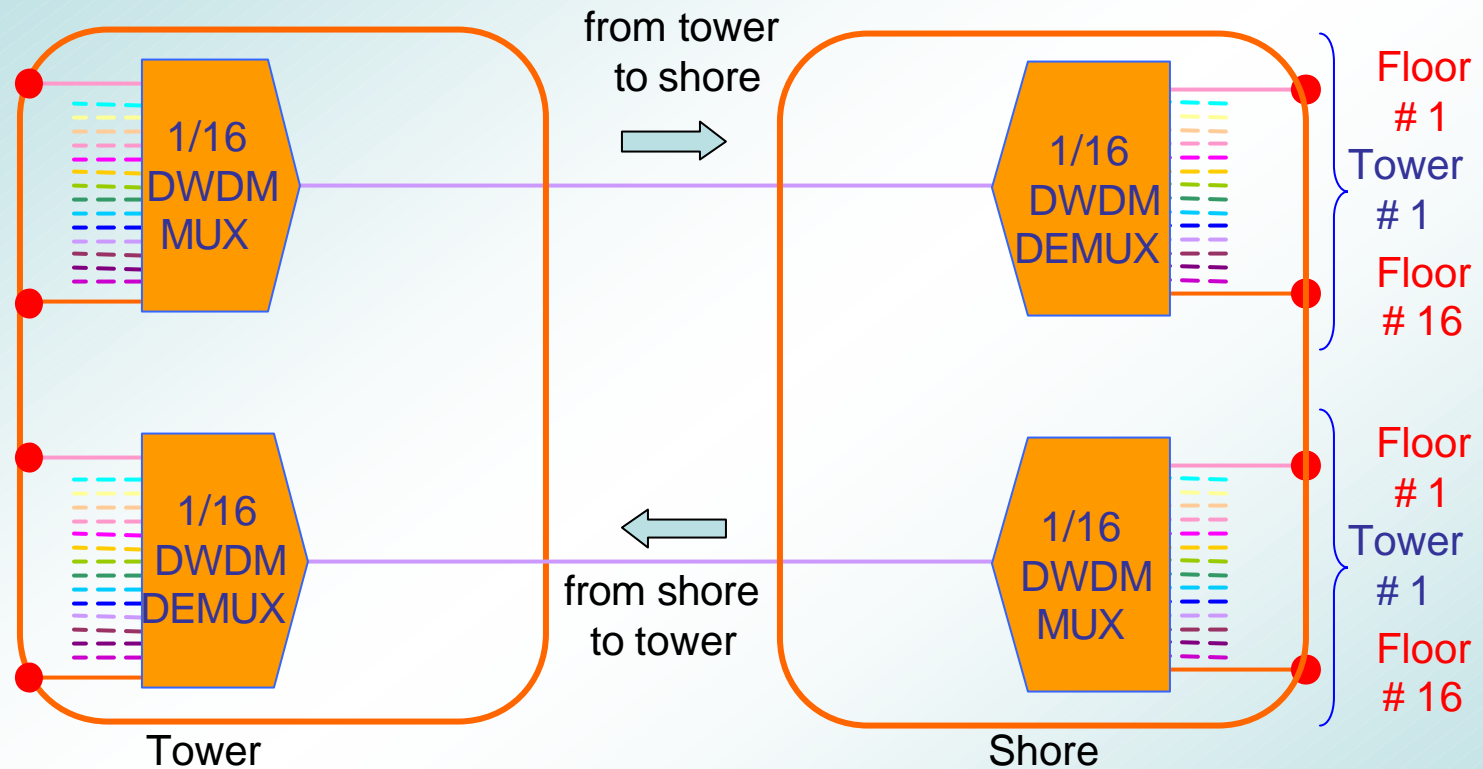 from tower
to shore
1/16
DWDM
MUX
1/16
DWDM
DEMUX
Floor
# 1
Tower
# 1
Floor
# 16
1/16
DWDM
DEMUX
from shore
to tower
1/16
DWDM
MUX
Floor
# 1
Tower
# 1
Floor
# 16
Tower
Shore